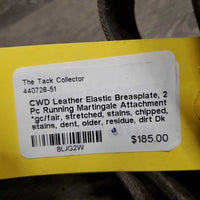 The Tack Collector
440728-51
CWD Leather Elastic Breasplate, 2
Pc Running Martingale Attachment
*gc/fair, stretched, stains, chipped,
stains, dent, older, residue, dirt Dk
BLJG2W
$185.00